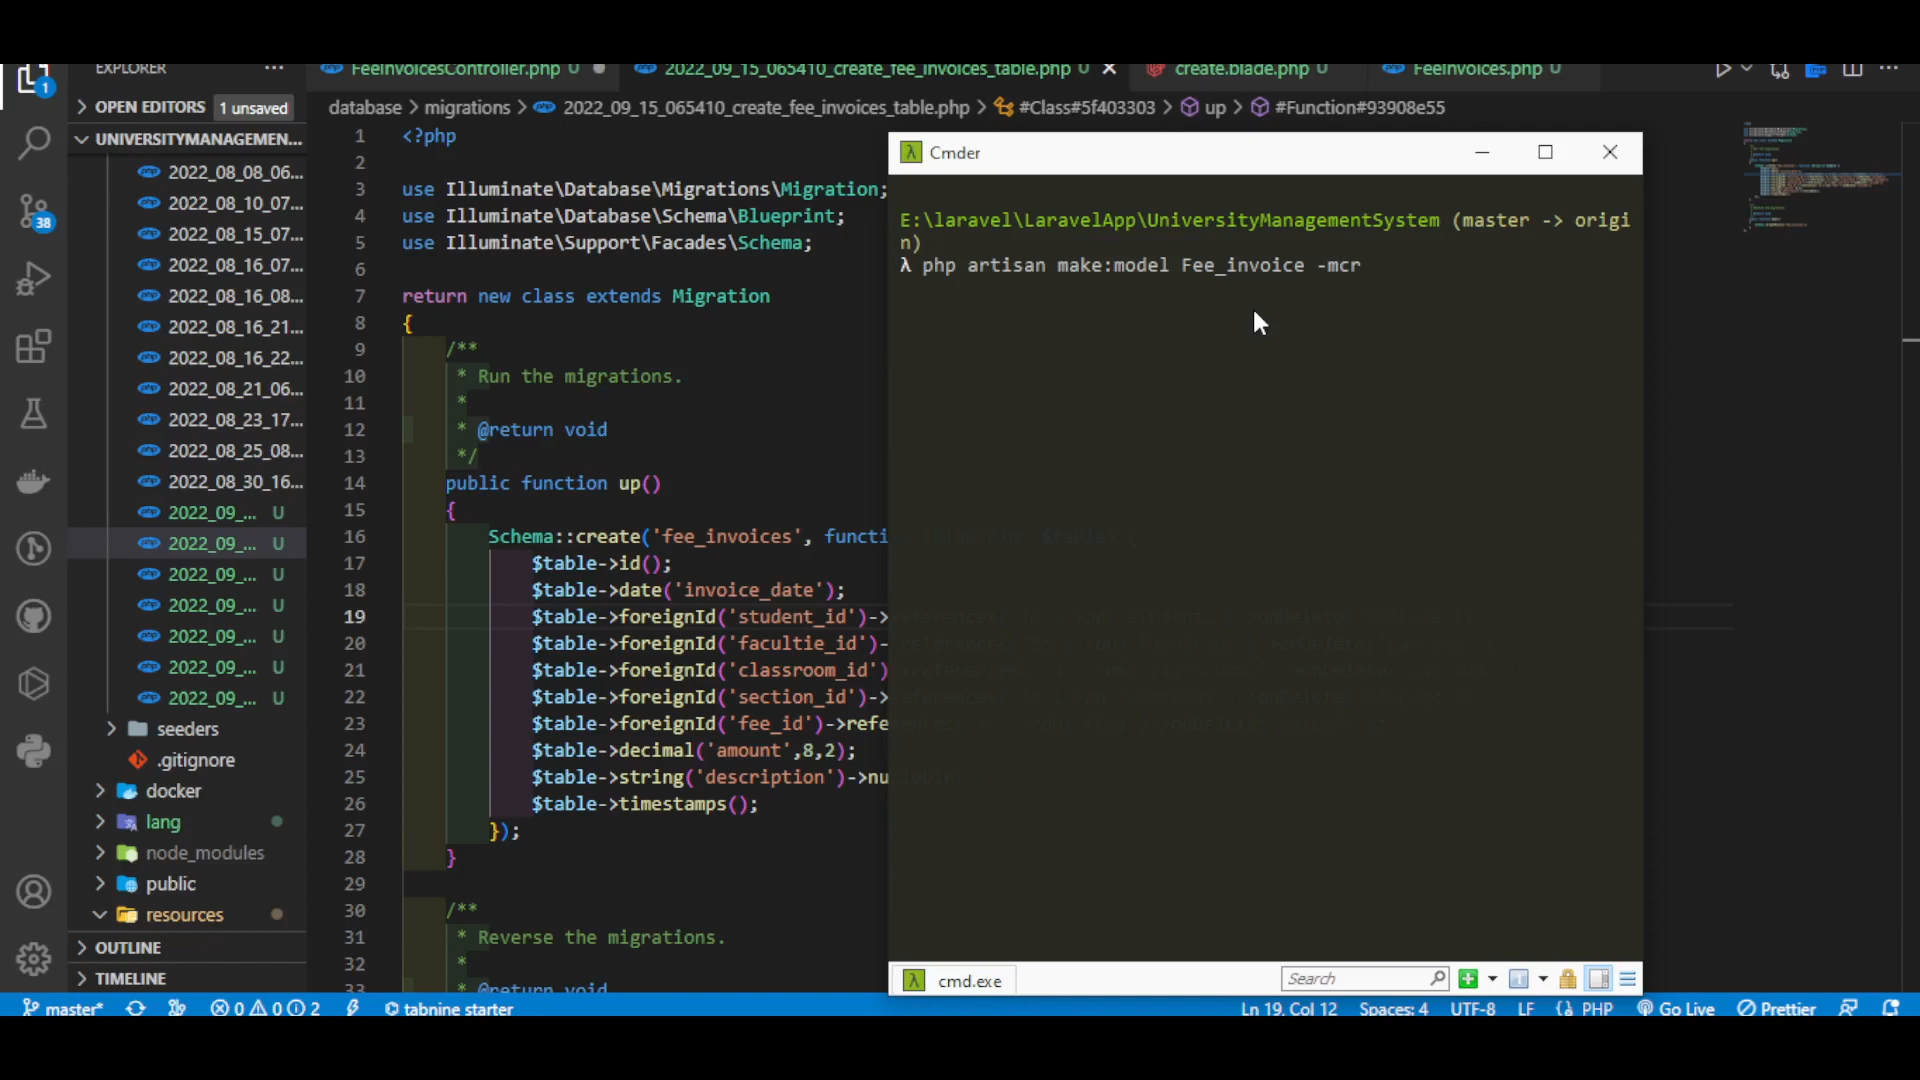 EXPLORER
FeeInvoicesController.php U
2022_09_15_065410_create_fee_invoices_table.php U
create.blade.php U
FeeInvoices.php U
1
OPEN EDITORS 1 unsaved
database > migrations > 2022_09_15_065410_create_fee_invoices_table.php > #Class#5f403303 > up > #Function#93908e55
UNIVERSITYMANAGEMEN...
2022_08_08_06...
2022_08_10_07...
2022_08_15_07...
2022_08_16_07...
2022_08_16_08...
2022_08_16_21...
2022_08_16_22...
2022_08_21_06...
2022_08_23_17...
2022_08_25_08...
2022_08_30_16...
2022_09_... U
2022_09_... U
2022_09_... U
2022_09_... U
2022_09_... U
2022_09_... U
2022_09_... U
seeders
.gitignore
docker
lang
node_modules
public
resources
OUTLINE
TIMELINE
38
1 <?php
2
3 use Illuminate\Database\Migrations\Migration;
4 use Illuminate\Database\Schema\Blueprint;
5 use Illuminate\Support\Facades\Schema;
6
7 return new class extends Migration
8 {
9 /**
10 * Run the migrations.
11 *
12 * @return void
13 */
14 public function up()
15 {
16 Schema::create('fee_invoices', functi
17 $table->id();
18 $table->date('invoice_date');
19 $table->foreignId('student_id')->
20 $table->foreignId('facultie_id')-
21 $table->foreignId('classroom_id')
22 $table->foreignId('section_id')->
23 $table->foreignId('fee_id')->refe
24 $table->decimal('amount',8,2);
25 $table->string('description')->nu
26 $table->timestamps();
27 });
28 }
29
30 /**
31 * Reverse the migrations.
32 *
33 * @return void
Cmder
E:\laravel\LaravelApp\UniversityManagementSystem (master -> origi
n)
λ php artisan make:model Fee_invoice -mcr
cmd.exe
Search
master* 0 0 2 tabnine starter
Ln 19, Col 12 Spaces: 4 UTF-8 LF {} PHP Go Live Prettier